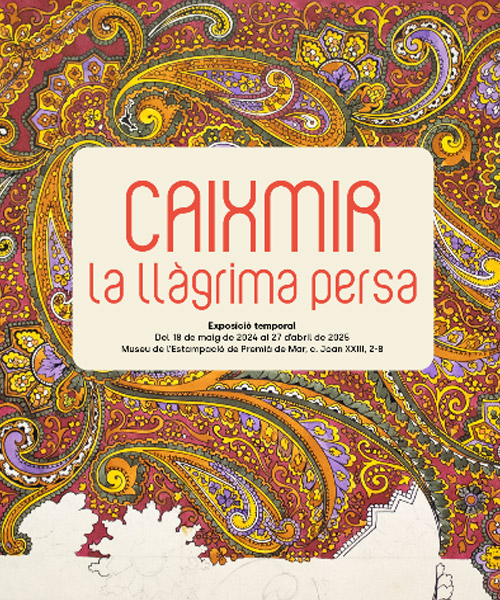 CAIXMIR
la llàgrima persa
Exposició temporal
Del 18 de maig de 2024 al 27 d'abril de 2025
Museu de l'Estampació de Premià de Mar, c. Joan XXIII, 2-8